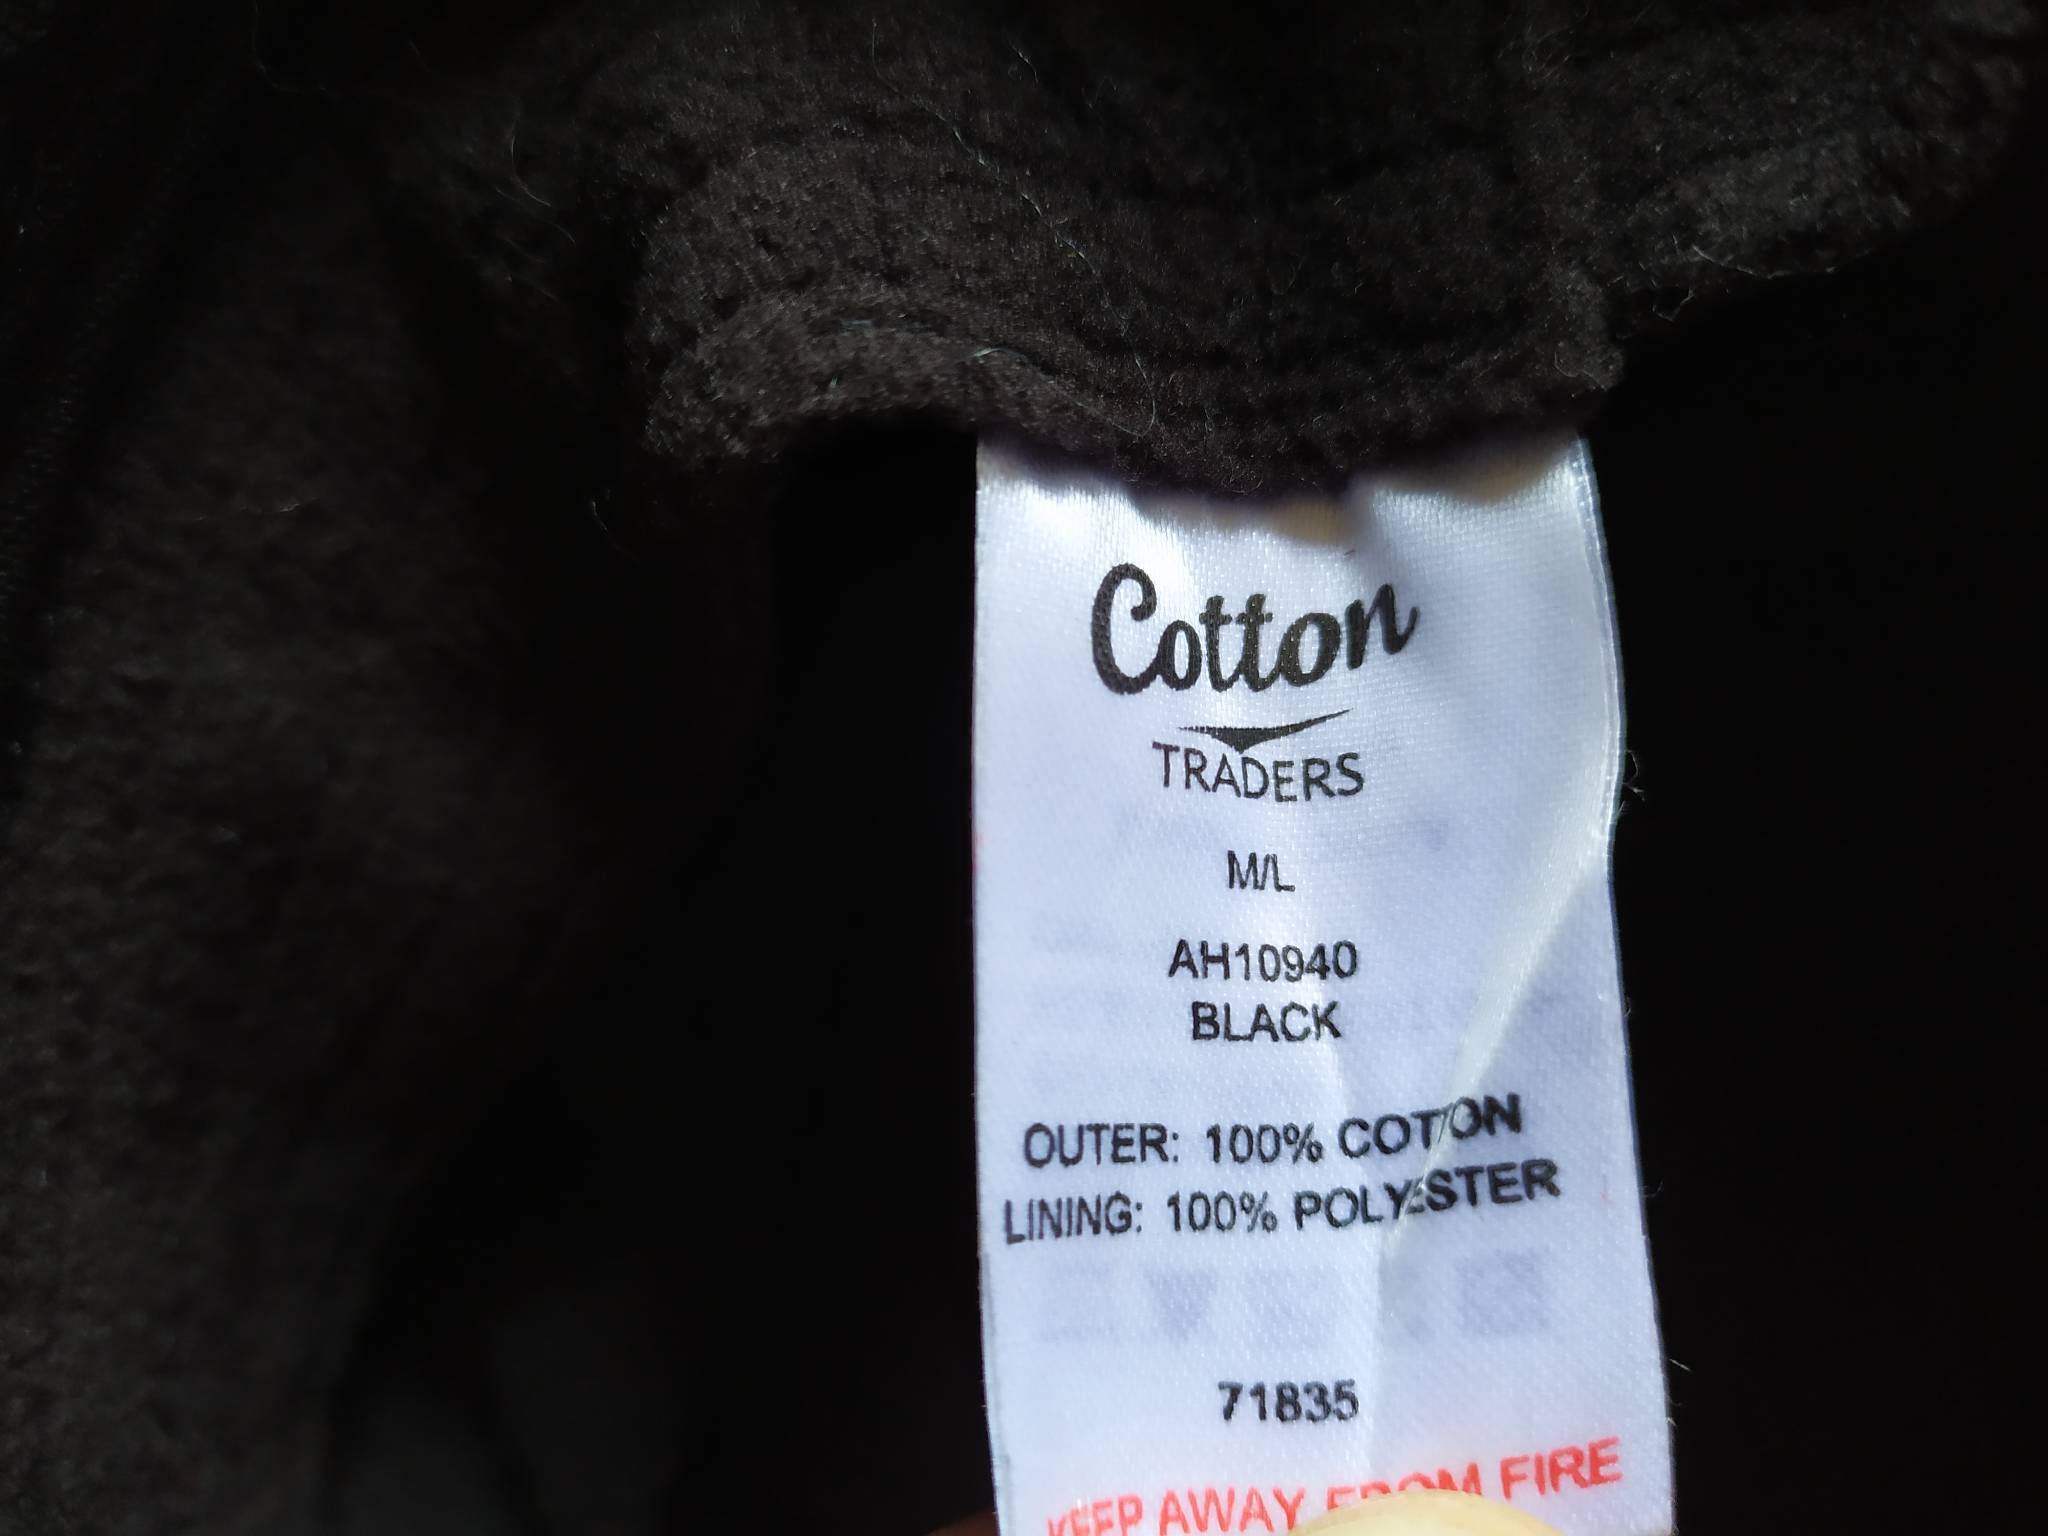 Cotton
TRADERS
M/L
AH10940
BLACK
OUTER: 100% COTTON
LINING: 100% POLYESTER
71835
KEEP AWAY FROM FIRE